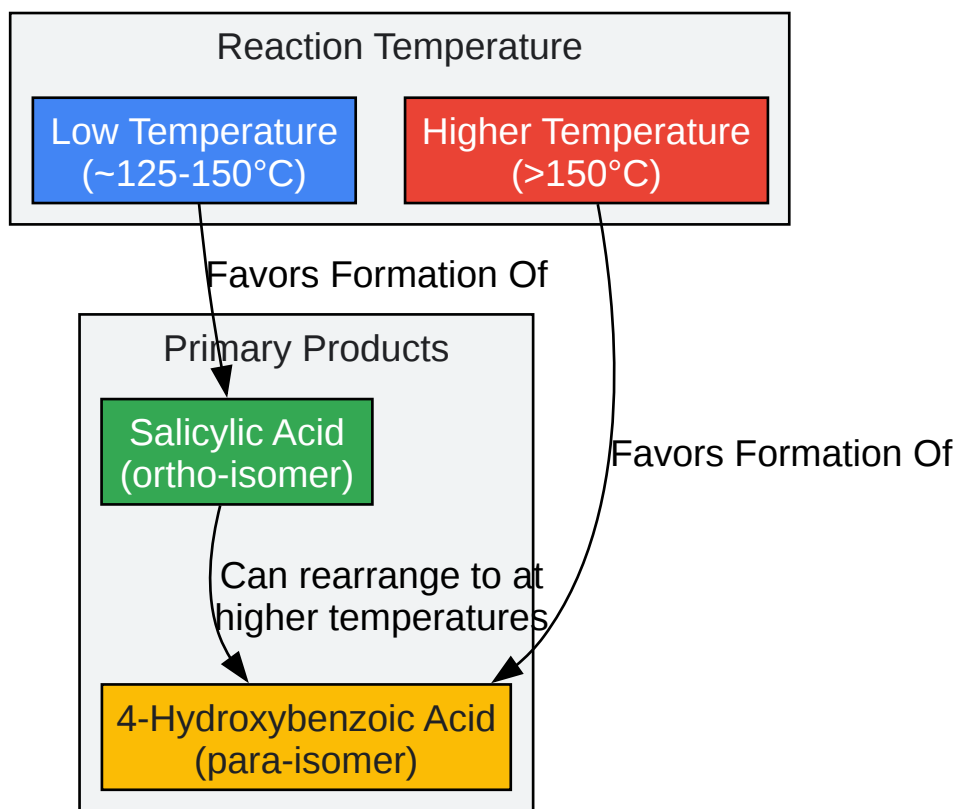 Reaction Temperature
Low Temperature
(~125-150°C)
Higher Temperature
(>150°C)
Favors Formation Of
Primary Products
Salicylic Acid
(ortho-isomer)
Favors Formation Of
Can rearrange to at
higher temperatures
4-Hydroxybenzoic Acid
(para-isomer)